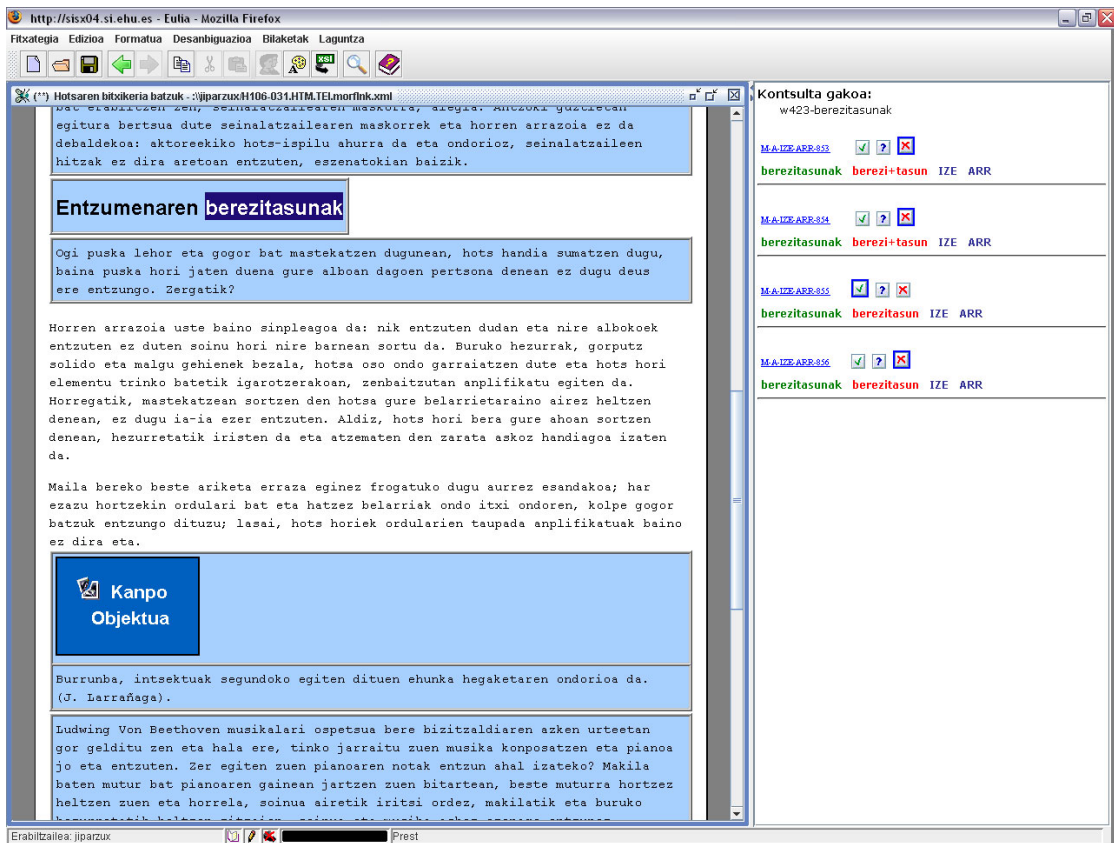 http://sisx04.si.ehu.es - Eulia - Mozilla Firefox
Fitxategia Edizioa Formatua Desanbiguazioa Bilaketak Laguntza
XSl
(**) Hotsaren bitxikeria batzuk - :\\jiparzux/H106-031.HTM.TEI.morflnk.xml
bat erabiltzen zen, seinalatzailearen maskorra, alegia. Antzoki guztietan
egitura bertsua dute seinalatzailearen maskorrek eta horren arrazoia ez da
debaldekoa: aktoreekiko hots-ispilu ahurra da eta ondorioz, seinalatzaileen
hitzak ez dira aretoan entzuten, eszenatokian baizik.
Entzumenaren berezitasunak
Ogi puska lehor eta gogor bat mastekatzen dugunean, hots handia sumatzen dugu,
baina puska hori jaten duena gure alboan dagoen pertsona denean ez dugu deus
ere entzungo. Zergatik?
Horren arrazoia uste baino sinpleagoa da: nik entzuten dudan eta nire albokoek
entzuten ez duten soinu hori nire barnean sortu da. Buruko hezurrak, gorputz
solido eta malgu gehienek bezala, hotsa oso ondo garraiatzen dute eta hots hori
elementu trinko batetik igarotzerakoan, zenbaitzutan anplifikatu egiten da.
Horregatik, mastekatzean sortzen den hotsa gure belarrietaraino airez heltzen
denean, ez dugu ia-ia ezer entzuten. Aldiz, hots hori bera gure ahoan sortzen
denean, hezurretatik iristen da eta atzematen den zarata askoz handiagoa izaten
da.
Maila bereko beste ariketa erraza eginez frogatuko dugu aurrez esandakoa; har
ezazu hortzekin ordulari bat eta hatzez belarriak ondo itxi ondoren, kolpe gogor
batzuk entzungo dituzu; lasai, hots horiek ordularien taupada anplifikatuak baino
ez dira eta.
Kanpo
Objektua
Burrunba, intsektuak segundoko egiten dituen ehunka hegaketaren ondorioa da.
(J. Larrañaga).
Ludwing Von Beethoven musikalari ospetsua bere bizitzaldiaren azken urteetan
gor gelditu zen eta hala ere, tinko jarraitu zuen musika konposatzen eta pianoa
jo eta entzuten. Zer egiten zuen pianoaren notak entzun ahal izateko? Makila
baten mutur bat pianoaren gainean jartzen zuen bitartean, beste muturra hortzez
heltzen zuen eta horrela, soinua airetik iritsi ordez, makilatik eta buruko
Kontsulta gakoa:
w423-berezitasunak
M-A-IZE-ARR-853 ?
berezitasunak berezi+tasun IZE ARR
M-A-IZE-ARR-854 ?
berezitasunak berezi+tasun IZE ARR
M-A-IZE-ARR-855 ?
berezitasunak berezitasun IZE ARR
M-A-IZE-ARR-856 ?
berezitasunak berezitasun IZE ARR
Erabiltzailea: jiparzux
Prest